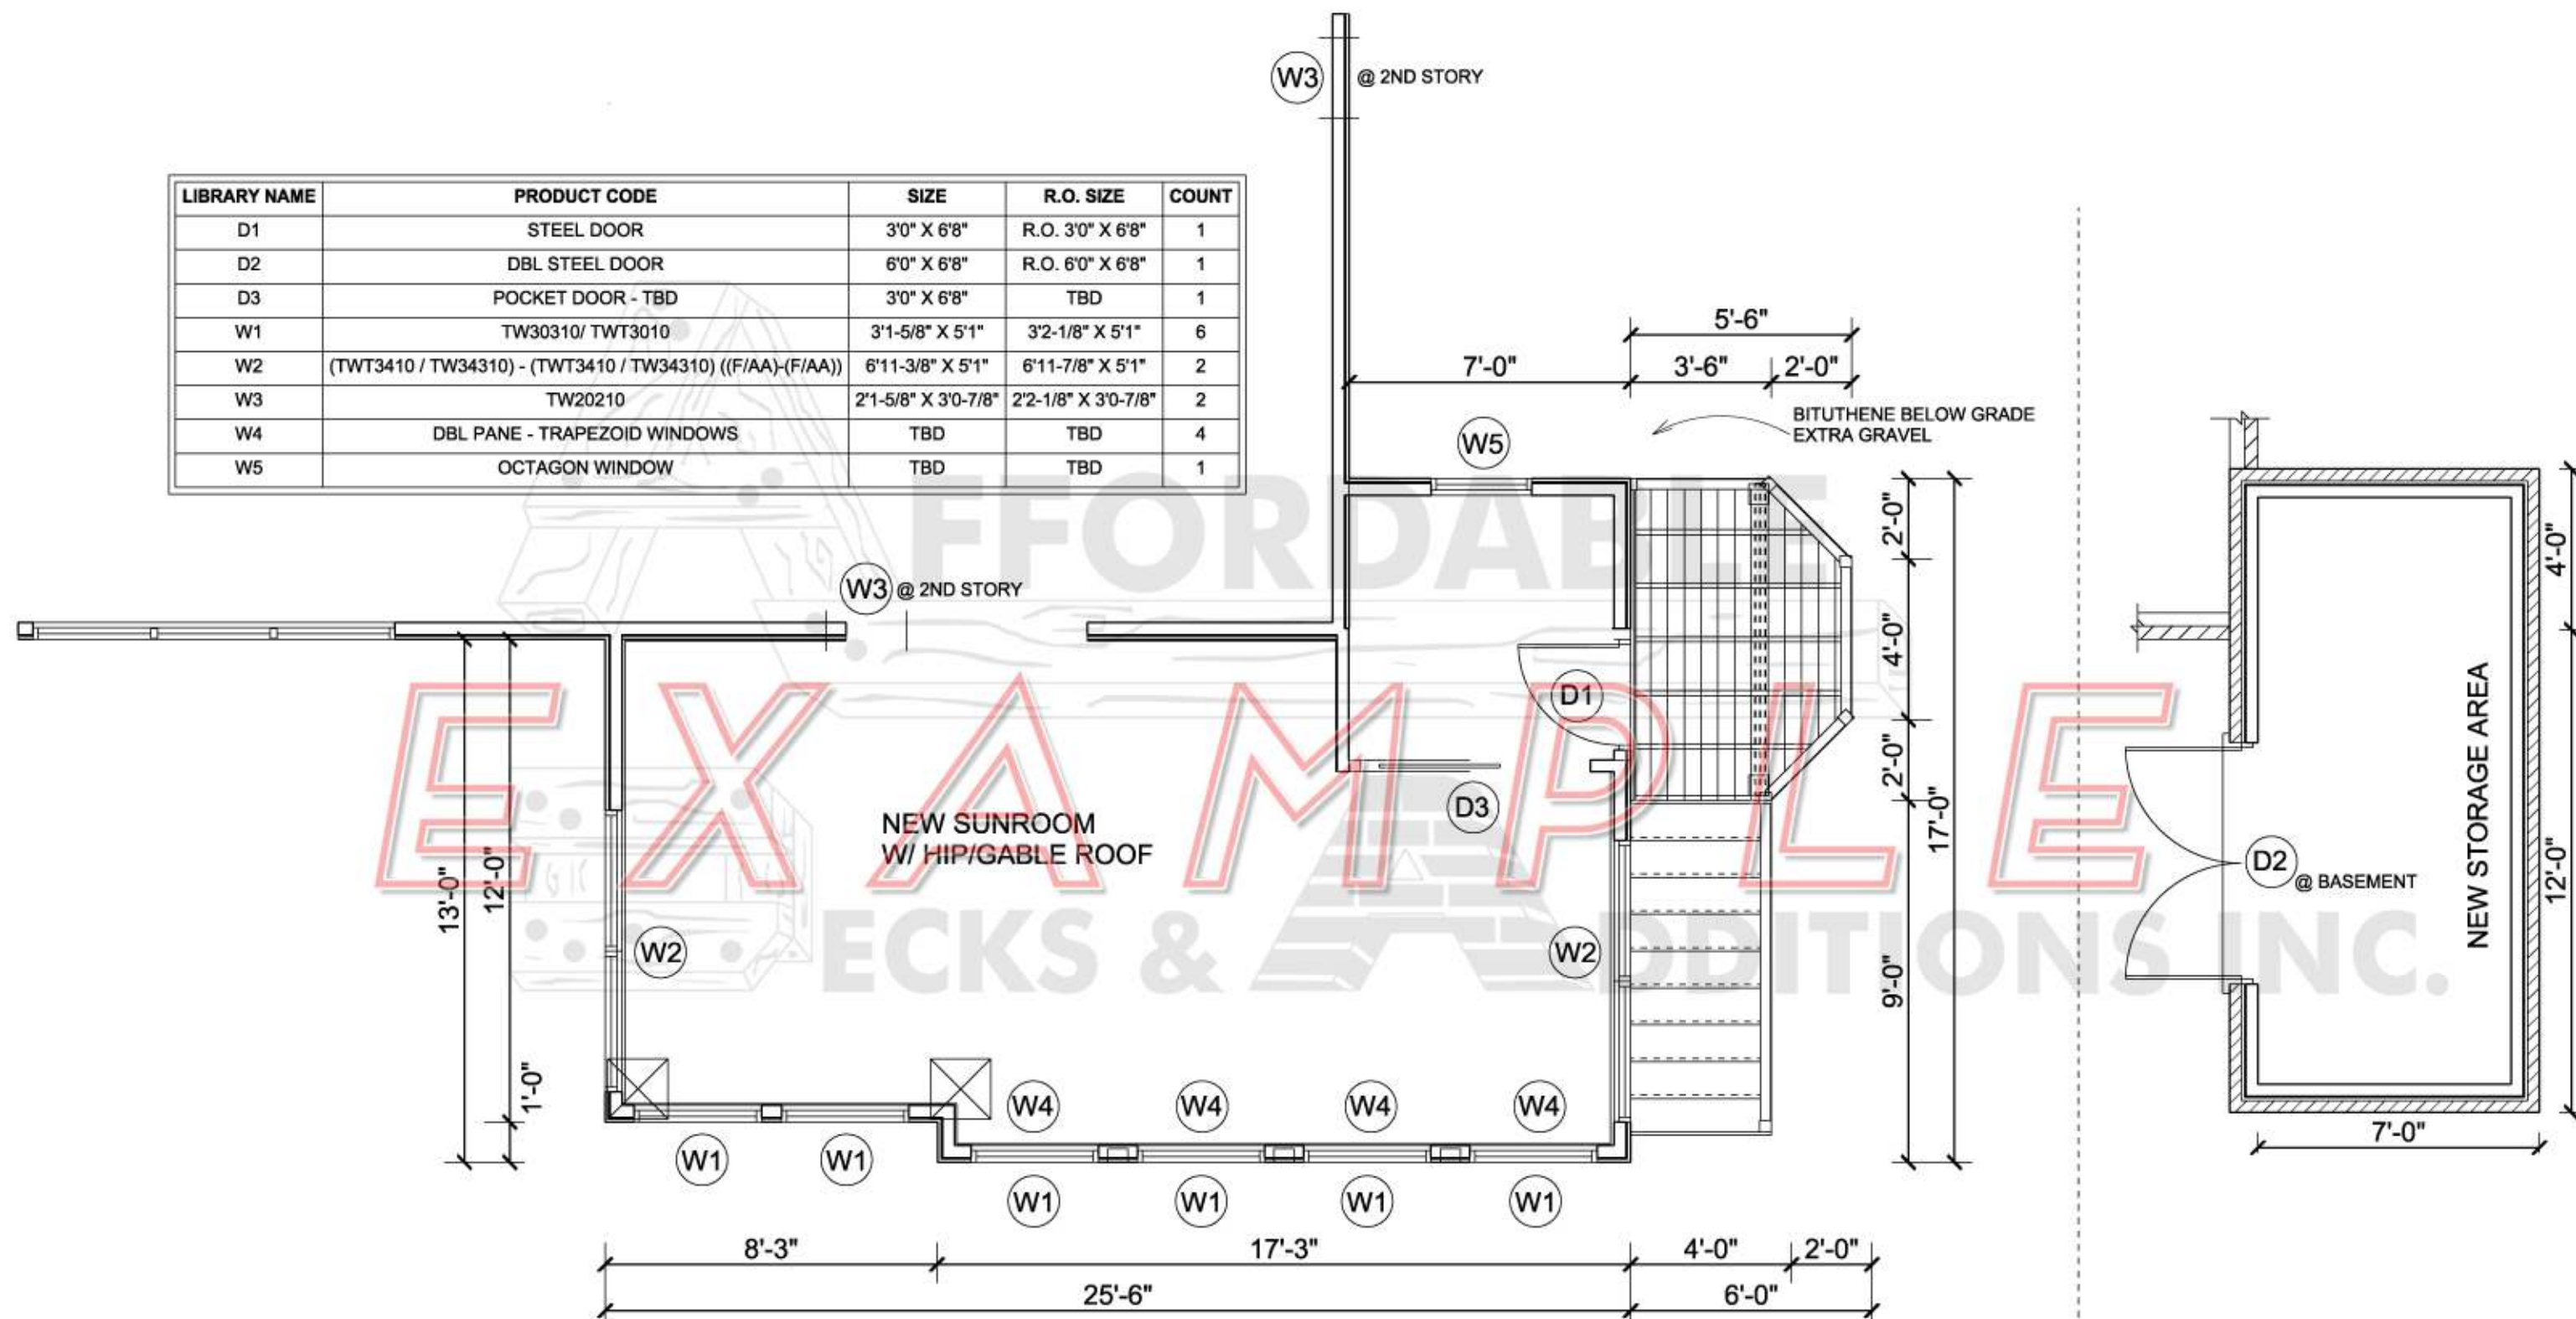 W3 @ 2ND STORY
LIBRARY NAME PRODUCT CODE SIZE R.O. SIZE COUNT
D1 STEEL DOOR 3'0" X 6'8" R.O. 3'0" X 6'8" 1
D2 DBL STEEL DOOR 6'0" X 6'8" R.O. 6'0" X 6'8" 1
D3 POCKET DOOR - TBD 3'0" X 6'8" TBD 1
W1 TW30310/ TWT3010 3'1-5/8" X 5'1" 3'2-1/8" X 5'1" 6
W2 (TWT3410 / TW34310) - (TWT3410 / TW34310) ((F/AA)-(F/AA)) 6'11-3/8" X 5'1" 6'11-7/8" X 5'1" 2
W3 TW20210 2'1-5/8" X 3'0-7/8" 2'2-1/8" X 3'0-7/8" 2
W4 DBL PANE - TRAPEZOID WINDOWS TBD TBD 4
W5 OCTAGON WINDOW TBD TBD 1
5'-6"
7'-0" 3'-6" 2'-0"
BITUTHENE BELOW GRADE
EXTRA GRAVEL
W5
AFFORDABLE
2'-0"
4'-0"
W3 @ 2ND STORY
4'-0"
D1
EXAMPLE
2'-0"
17'-0"
D3
NEW SUNROOM
W/ HIP/GABLE ROOF
13'-0"
12'-0"
D2 @ BASEMENT
NEW STORAGE AREA
12'-0"
DECKS & ADDITIONS INC.
W2 W2
9'-0"
1'-0"
W4 W4 W4 W4
7'-0"
W1 W1
W1 W1 W1 W1
8'-3" 17'-3" 4'-0" 2'-0"
25'-6" 6'-0"